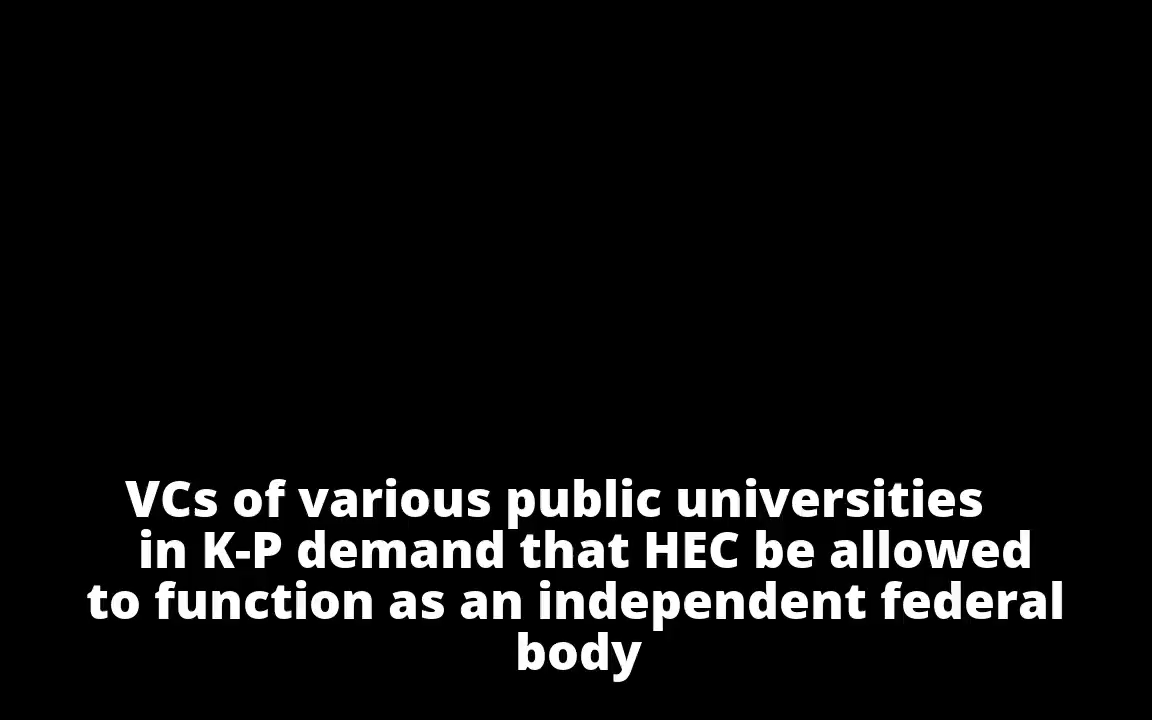 VCs of various public universities
in K-P demand that HEC be allowed
to function as an independent federal
body